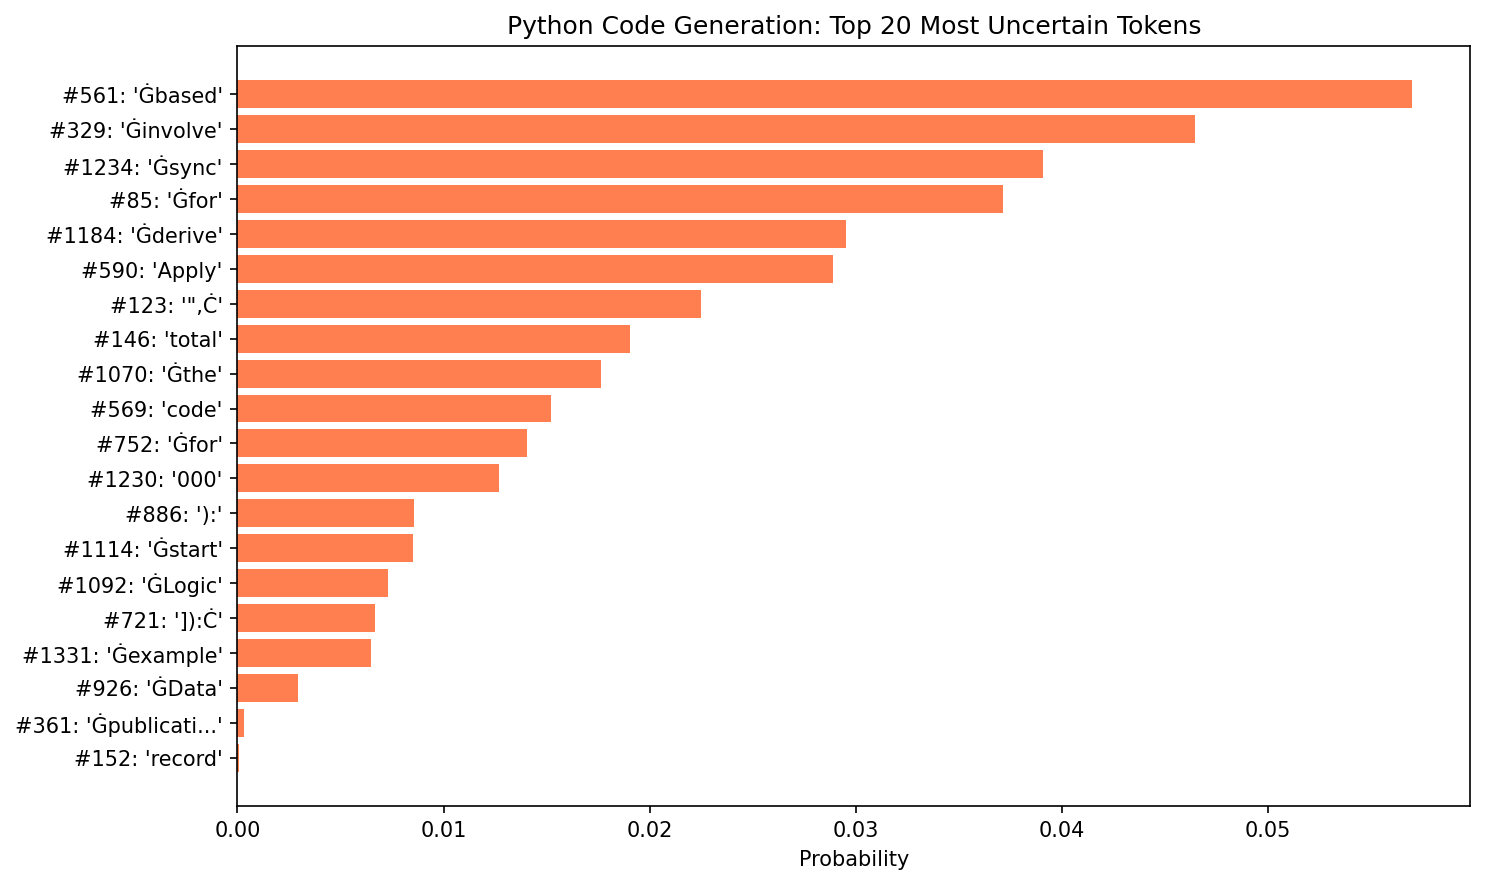 Python Code Generation: Top 20 Most Uncertain Tokens
#561: 'Ġbased'
#329: 'Ġinvolve'
#1234: 'Ġsync'
#85: 'Ġfor'
#1184: 'Ġderive'
#590: 'Apply'
#123: '",Ċ'
#146: 'total'
#1070: 'Ġthe'
#569: 'code'
#752: 'Ġfor'
#1230: '000'
#886: '):'
#1114: 'Ġstart'
#1092: 'ĠLogic'
#721: ']):Ċ'
#1331: 'Ġexample'
#926: 'ĠData'
#361: 'Ġpublicati...'
#152: 'record'
0.00 0.01 0.02 0.03 0.04 0.05
Probability